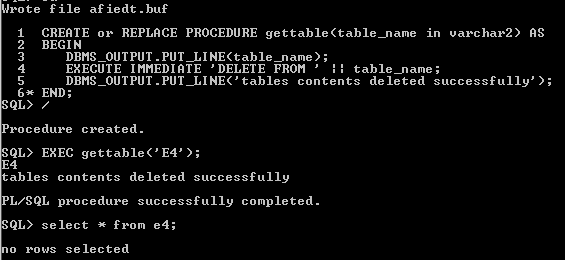 Wrote file afiedt.buf
1 CREATE or REPLACE PROCEDURE gettable(table_name in varchar2) AS
2 BEGIN
3 DBMS_OUTPUT.PUT_LINE(table_name);
4 EXECUTE IMMEDIATE 'DELETE FROM ' || table_name;
5 DBMS_OUTPUT.PUT_LINE('tables contents deleted successfully');
6* END;
SQL> /
Procedure created.
SQL> EXEC gettable('E4');
E4
tables contents deleted successfully
PL/SQL procedure successfully completed.
SQL> select * from e4;
no rows selected